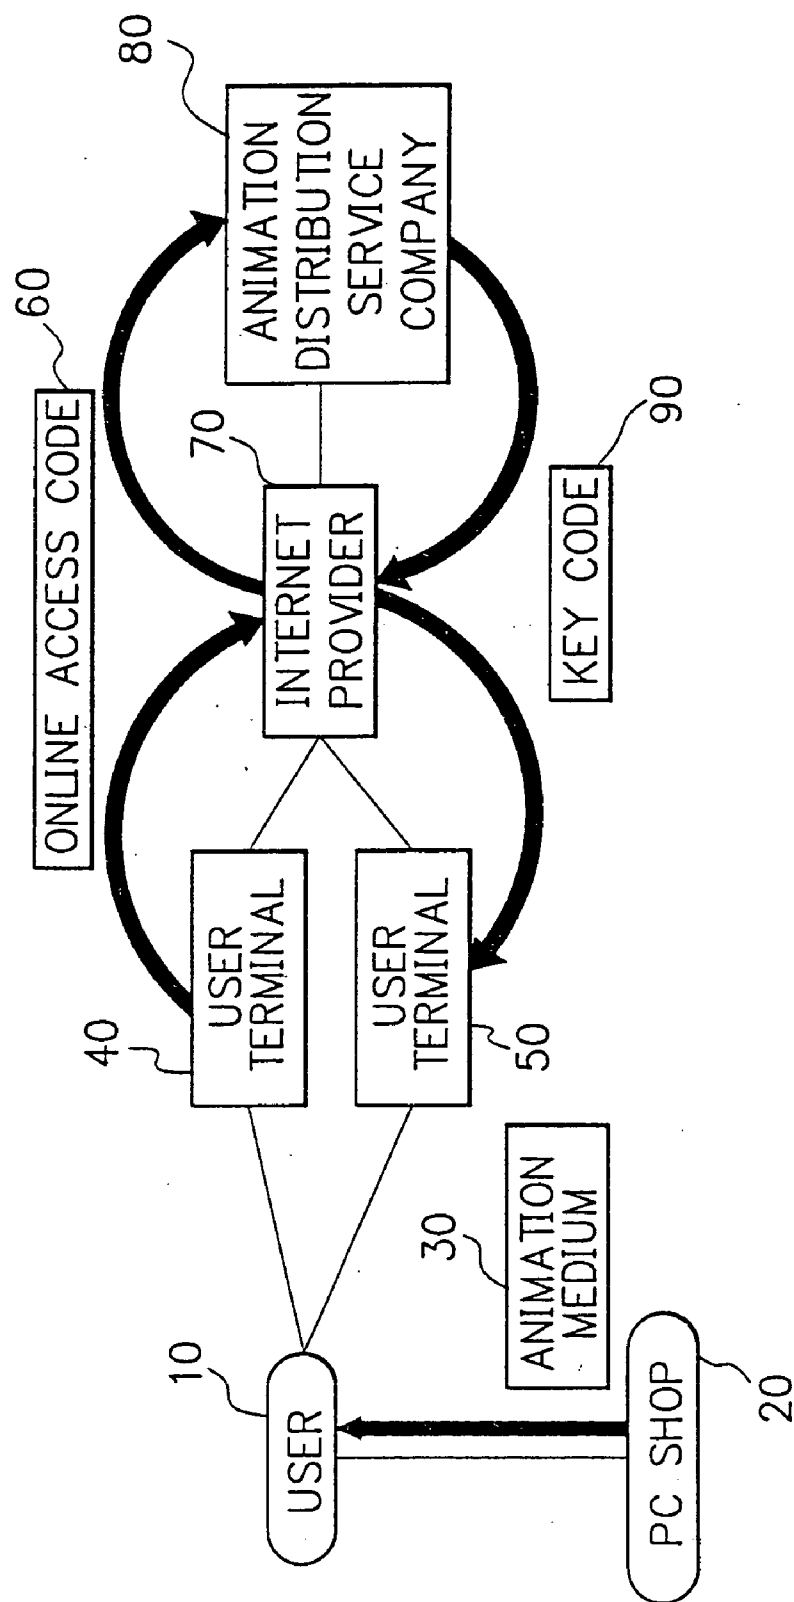 60
ONLINE ACCESS CODE
80
ANIMATION
DISTRIBUTION
SERVICE
COMPANY
70
INTERNET
PROVIDER
40
USER
TERMINAL
USER
TERMINAL
50
90
KEY CODE
10
USER
30
ANIMATION
MEDIUM
PC SHOP
20